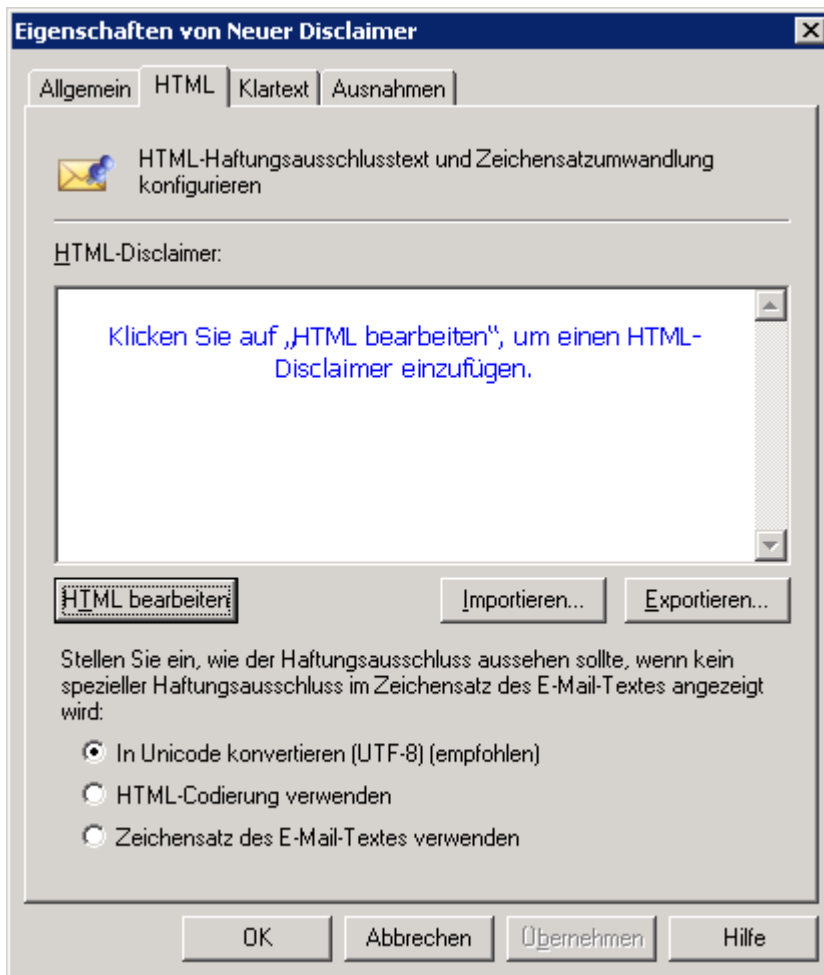 Eigenschaften von Neuer Disclaimer
Allgemein HTML Klartext Ausnahmen
HTML-Haftungsausschlusstext und Zeichensatzumwandlung
konfigurieren
HTML-Disclaimer:
Klicken Sie auf „HTML bearbeiten“, um einen HTML-
Disclaimer einzufügen.
HTML bearbeiten Importieren... Exportieren...
Stellen Sie ein, wie der Haftungsausschluss aussehen sollte, wenn kein
spezieller Haftungsausschluss im Zeichensatz des E-Mail-Textes angezeigt
wird:
In Unicode konvertieren (UTF-8) (empfohlen)
HTML-Codierung verwenden
Zeichensatz des E-Mail-Textes verwenden
OK Abbrechen Übernehmen Hilfe